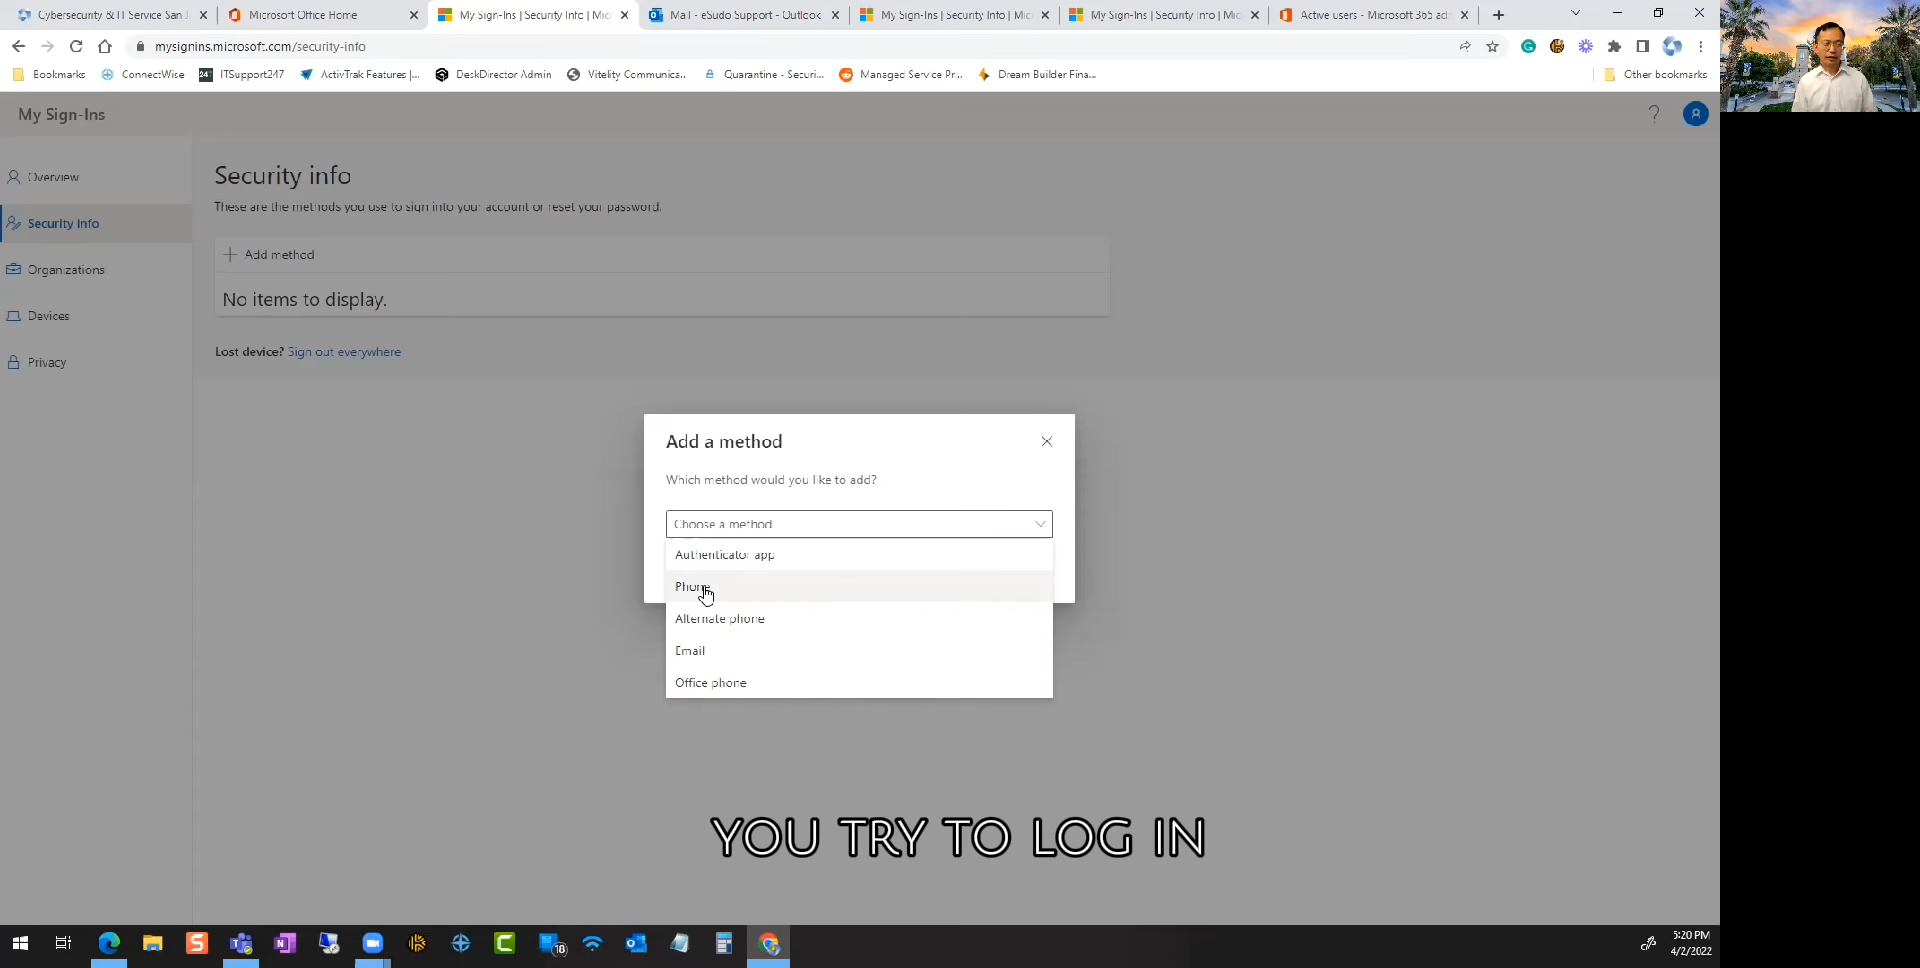 Cybersecurity & IT Service San J
Microsoft Office Home
My Sign-Ins | Security Info | Mic
Mail - eSudo Support - Outlook
My Sign-Ins | Security Info | Mic
My Sign-Ins | Security Info | Mic
Active users - Microsoft 365 adm
mysignins.microsoft.com/security-info
Bookmarks
ConnectWise
ITSupport247
ActivTrak Features |...
DeskDirector Admin
Vitelity Communica...
Quarantine - Securi...
Managed Service Pr...
Dream Builder Fina...
Other bookmarks
My Sign-Ins
?
Overview
Security info
Organizations
Devices
Privacy
Security info
These are the methods you use to sign into your account or reset your password.
+ Add method
No items to display.
Lost device? Sign out everywhere
Add a method
Which method would you like to add?
Choose a method
Authenticator app
Phone
Alternate phone
Email
Office phone
YOU TRY TO LOG IN
18
5:20 PM
4/2/2022